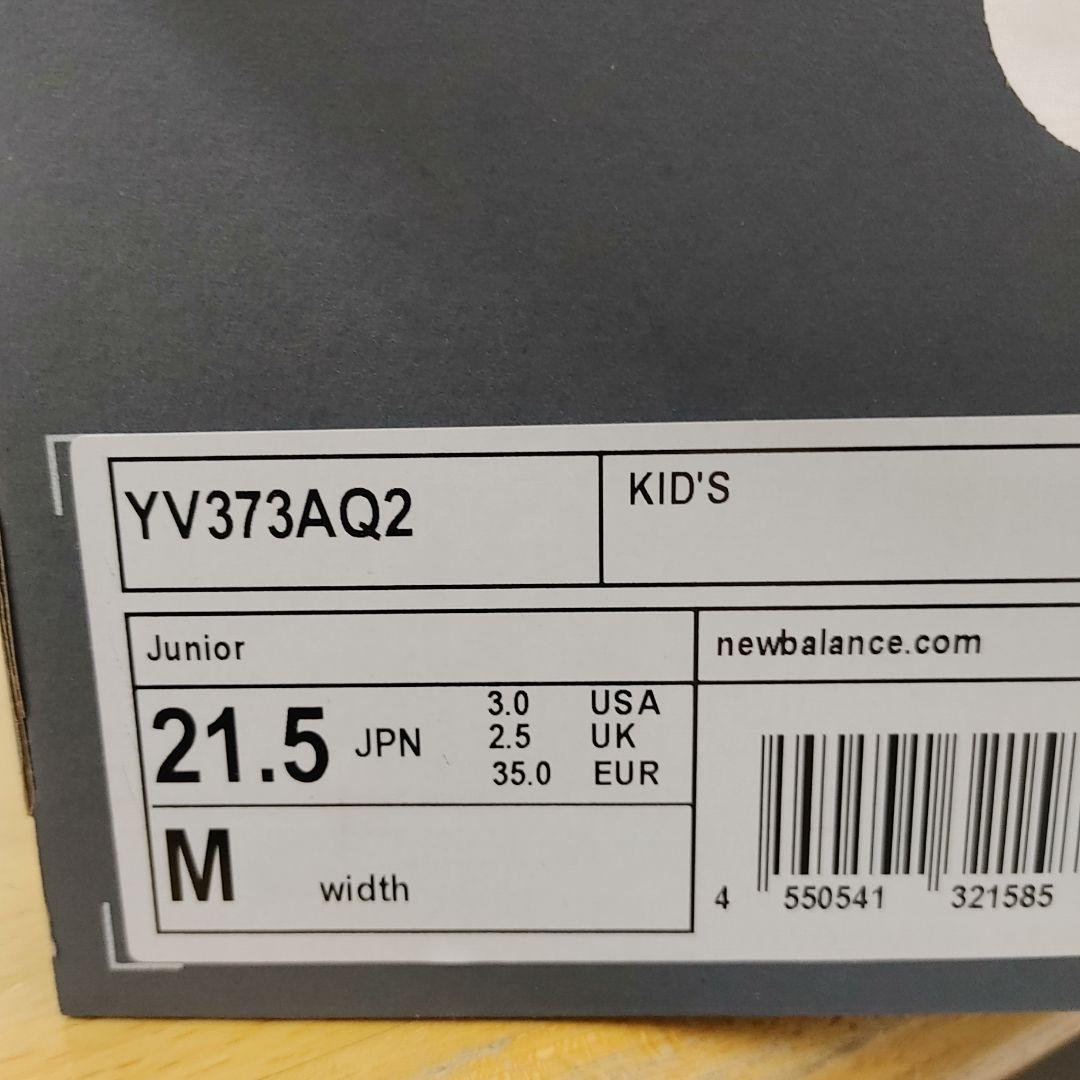 YV373AQ2
KID'S
Junior
newbalance.com
21.5 JPN
3.0 USA
2.5 UK
35.0 EUR
M width
4 550541 321585